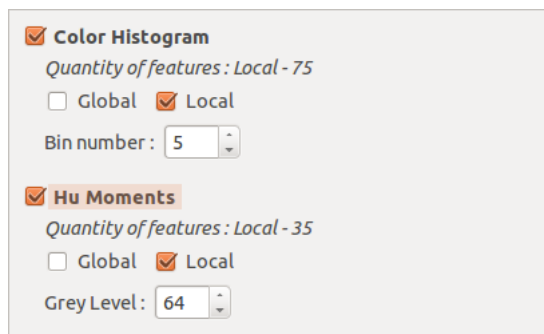 Color Histogram
Quantity of features : Local - 75
Global Local
Bin number : 5
Hu Moments
Quantity of features : Local - 35
Global Local
Grey Level : 64